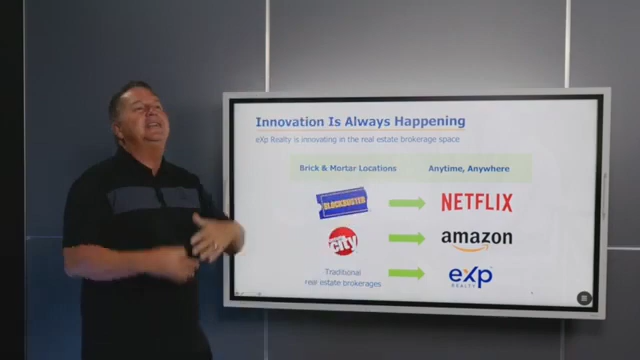 Innovation Is Always Happening
eXp Realty is innovating in the real estate brokerage space
Brick & Mortar Locations
Anytime, Anywhere
BLOCKBUSTER
NETFLIX
city
amazon
Traditional
real estate brokerages
eXp
REALTY